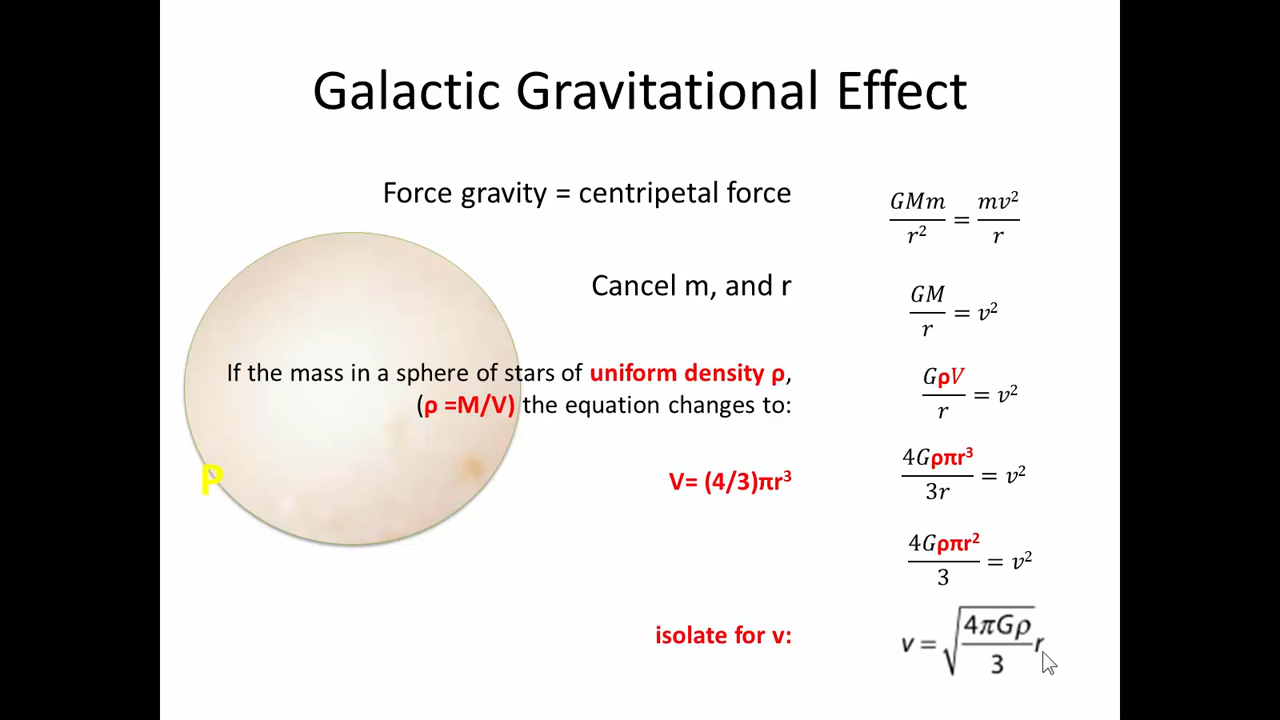 Galactic Gravitational Effect
Force gravity = centripetal force
GMm/r² = mv²/r
Cancel m, and r
GM/r = v²
If the mass in a sphere of stars of uniform density ρ,
(ρ =M/V) the equation changes to:
GρV/r = v²
P
V= (4/3)πr³
4Gρπr³/3r = v²
4Gρπr²/3 = v²
isolate for v:
v = √(4πGρ/3) r